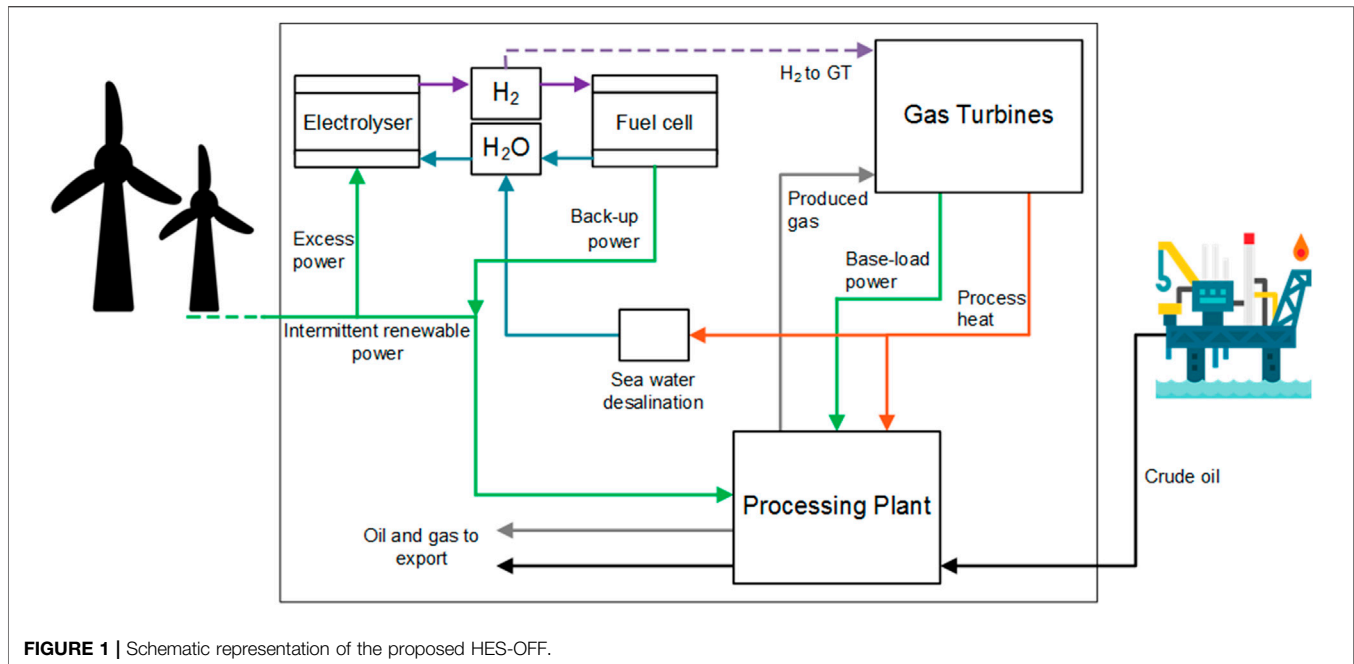 H₂ to GT
H₂
Electrolyser
Fuel cell
H₂O
Gas Turbines
Produced
gas
Back-up
power
Excess
power
Base-load
power
Process
heat
Intermittent renewable
power
Sea water
desalination
Crude oil
Processing Plant
Oil and gas to
export
FIGURE 1 | Schematic representation of the proposed HES-OFF.